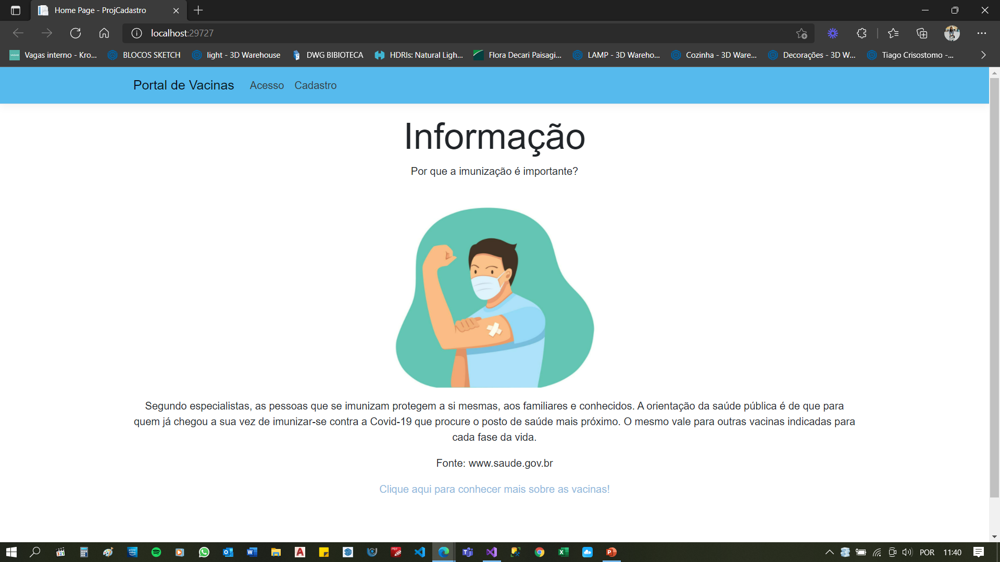 Home Page - ProjCadastro
localhost:29727
Vagas interno - Kro...
BLOCOS SKETCH
light - 3D Warehouse
DWG BIBIOTECA
HDRIs: Natural Ligh...
Flora Decari Paisagi...
LAMP - 3D Wareho...
Cozinha - 3D Ware...
Decorações - 3D W...
Tiago Crisostomo -...
Portal de Vacinas
Acesso
Cadastro
Informação
Por que a imunização é importante?
Segundo especialistas, as pessoas que se imunizam protegem a si mesmas, aos familiares e conhecidos. A orientação da saúde pública é de que para
quem já chegou a sua vez de imunizar-se contra a Covid-19 que procure o posto de saúde mais próximo. O mesmo vale para outras vacinas indicadas para
cada fase da vida.
Fonte: www.saude.gov.br
Clique aqui para conhecer mais sobre as vacinas!
POR
11:40